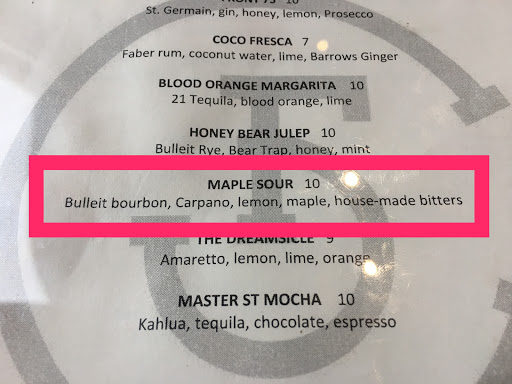 St. Germain, gin, honey, lemon, Prosecco
COCO FRESCA 7
Faber rum, coconut water, lime, Barrows Ginger
BLOOD ORANGE MARGARITA 10
21 Tequila, blood orange, lime
HONEY BEAR JULEP 10
Bulleit Rye, Bear Trap, honey, mint
MAPLE SOUR 10
Bulleit bourbon, Carpano, lemon, maple, house-made bitters
THE DREAMSICLE 9
Amaretto, lemon, lime, orange
MASTER ST MOCHA 10
Kahlua, tequila, chocolate, espresso